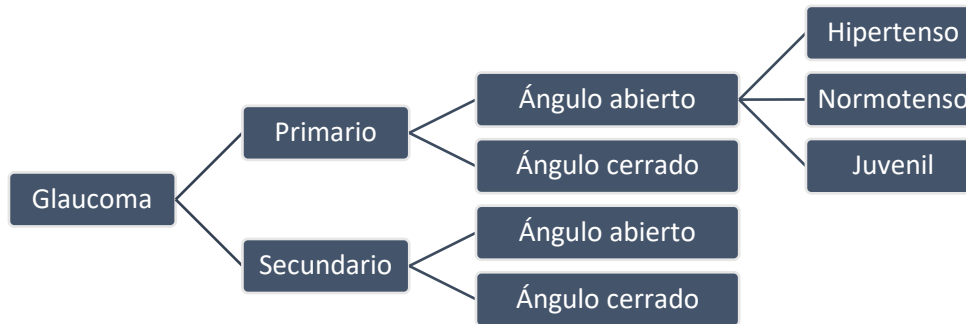 Glaucoma
Primario
Ángulo abierto
Hipertenso
Normotenso
Juvenil
Ángulo cerrado
Secundario
Ángulo abierto
Ángulo cerrado